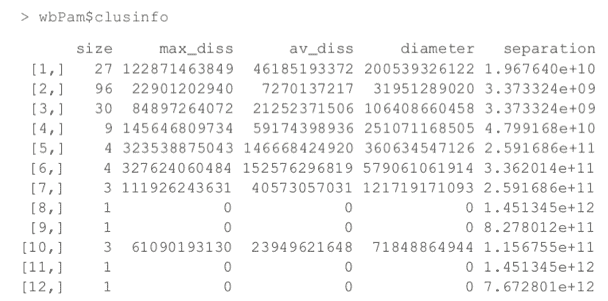 > wbPam$clusinfo
size max_diss av_diss diameter separation
[1,] 27 122871463849 46185193372 200539326122 1.967640e+10
[2,] 96 22901202940 7270137217 31951289020 3.373324e+09
[3,] 30 84897264072 21252371506 106408660458 3.373324e+09
[4,] 9 145646809734 59174398936 251071168505 4.799168e+10
[5,] 4 323538875043 146668424920 360634547126 2.591686e+11
[6,] 4 327624060484 152576296819 579061061914 3.362014e+11
[7,] 3 111926243631 40573057031 121719171093 2.591686e+11
[8,] 1 0 0 0 1.451345e+12
[9,] 1 0 0 0 8.278012e+11
[10,] 3 61090193130 23949621648 71848864944 1.156755e+11
[11,] 1 0 0 0 1.451345e+12
[12,] 1 0 0 0 7.672801e+12